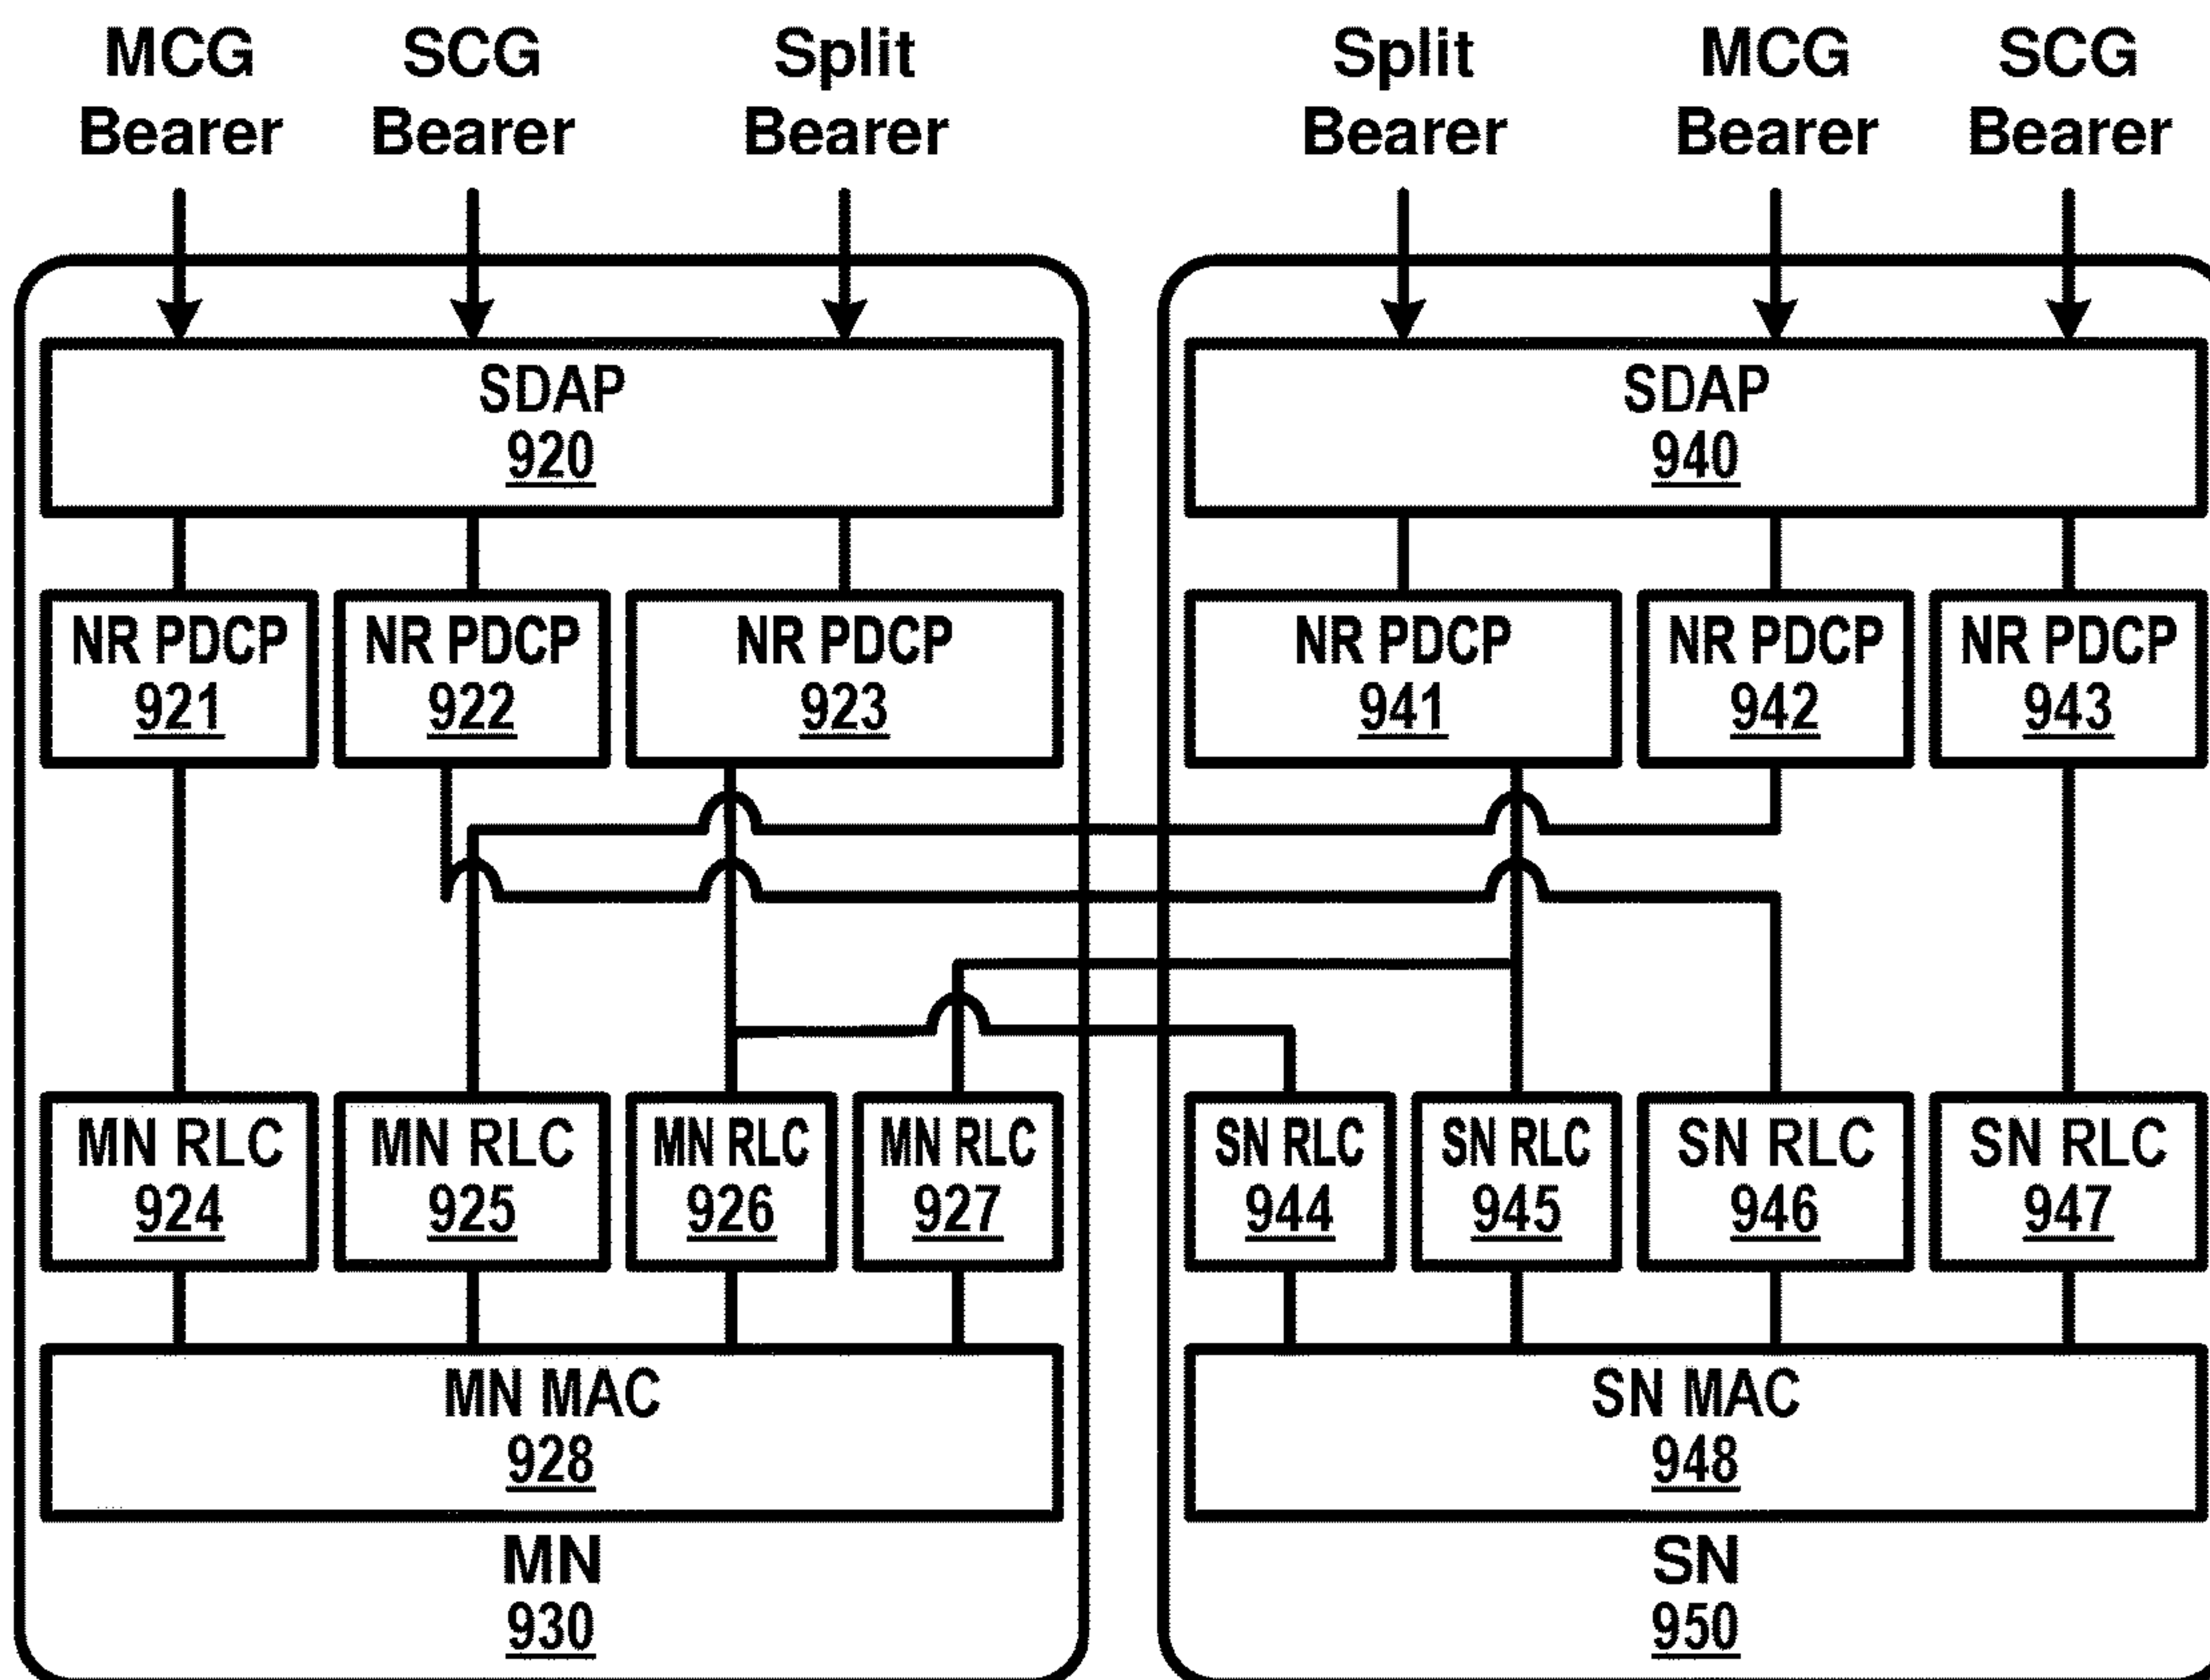 MCG
Bearer
SCG
Bearer
Split
Bearer
Split
Bearer
MCG
Bearer
SCG
Bearer
SDAP
920
SDAP
940
NR PDCP
921
NR PDCP
922
NR PDCP
923
NR PDCP
941
NR PDCP
942
NR PDCP
943
MN RLC
924
MN RLC
925
MN RLC
926
MN RLC
927
SN RLC
944
SN RLC
945
SN RLC
946
SN RLC
947
MN MAC
928
SN MAC
948
MN
930
SN
950